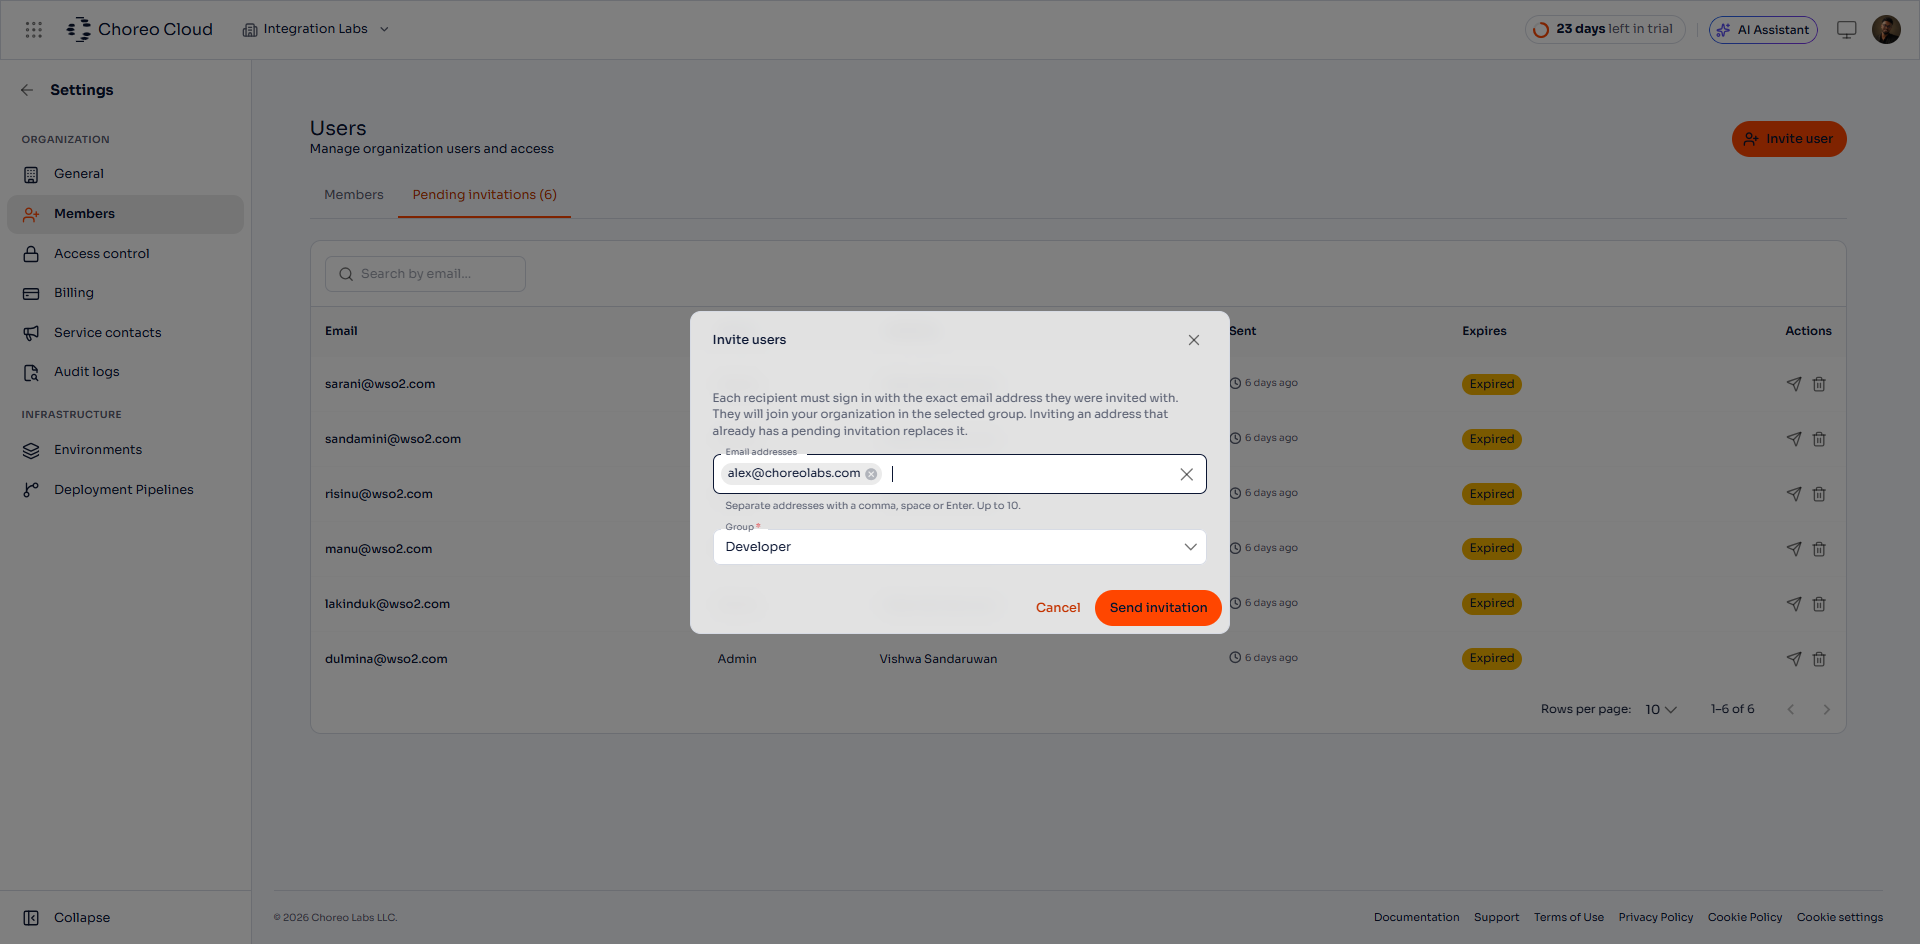 Choreo Cloud
Integration Labs
23 days left in trial
AI Assistant
Settings
ORGANIZATION
General
Members
Access control
Billing
Service contacts
Audit logs
INFRASTRUCTURE
Environments
Deployment Pipelines
Collapse
Users
Manage organization users and access
Invite user
Members
Pending invitations (6)
Search by email...
Email
Sent
Expires
Actions
sarani@wso2.com
6 days ago
Expired
sandamini@wso2.com
6 days ago
Expired
risinu@wso2.com
6 days ago
Expired
manu@wso2.com
6 days ago
Expired
lakinduk@wso2.com
6 days ago
Expired
dulmina@wso2.com
Admin
Vishwa Sandaruwan
6 days ago
Expired
Rows per page: 10
1–6 of 6
Invite users
Each recipient must sign in with the exact email address they were invited with.
They will join your organization in the selected group. Inviting an address that
already has a pending invitation replaces it.
Email addresses
alex@choreolabs.com
Separate addresses with a comma, space or Enter. Up to 10.
Group *
Developer
Cancel
Send invitation
© 2026 Choreo Labs LLC.
Documentation
Support
Terms of Use
Privacy Policy
Cookie Policy
Cookie settings